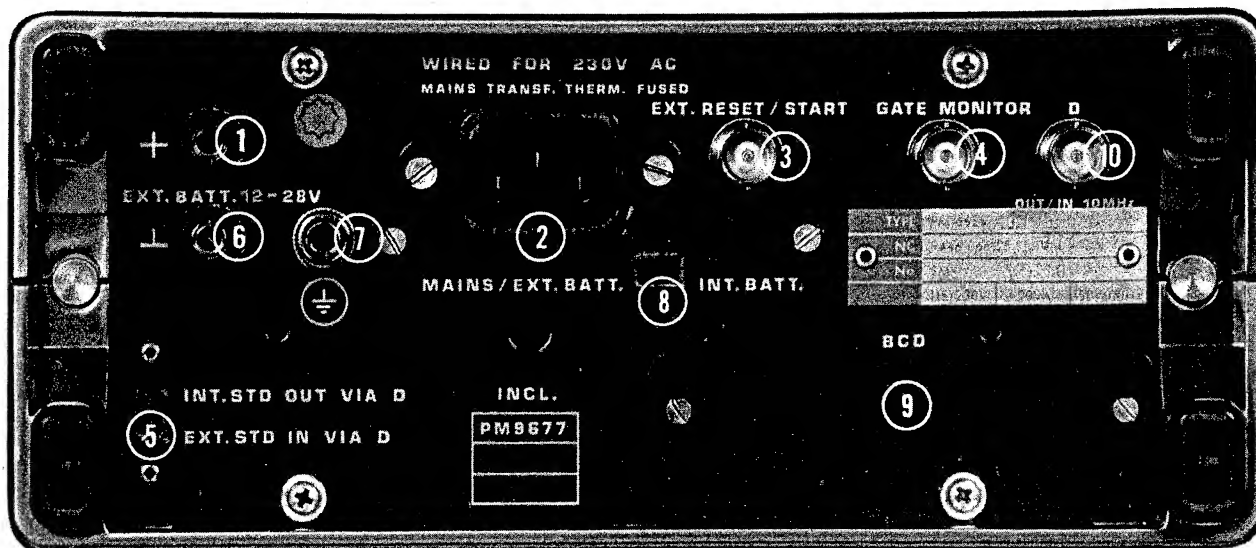 WIRED FOR 230V AC
MAINS TRANSF. THERM. FUSED
EXT. RESET / START
GATE MONITOR
D
+
1
3
4
10
EXT. BATT. 12-28V
OUT/IN 10MHz
⊥
6
7
2
TYPE
NC
No
MAINS / EXT. BATT.
8
INT. BATT.
BCD
INT. STD OUT VIA D
INCL.
9
5
EXT. STD IN VIA D
PM9677